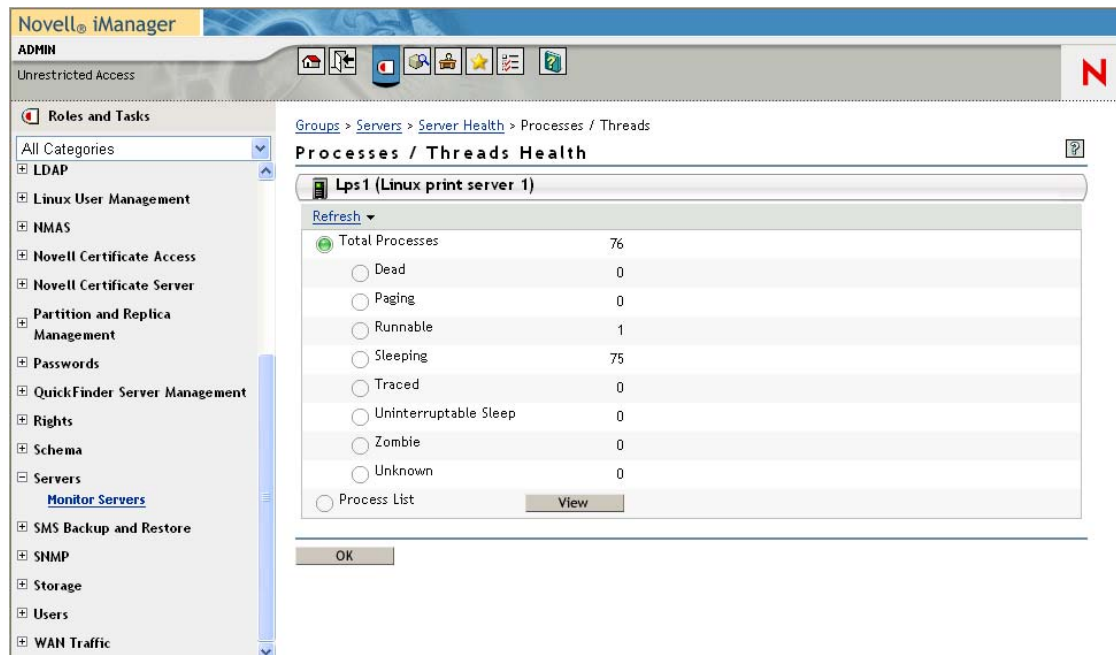 Novell® iManager
ADMIN
Unrestricted Access
N
Roles and Tasks
All Categories
LDAP
Linux User Management
NMAS
Novell Certificate Access
Novell Certificate Server
Partition and Replica
Management
Passwords
QuickFinder Server Management
Rights
Schema
Servers
Monitor Servers
SMS Backup and Restore
SNMP
Storage
Users
WAN Traffic
Groups > Servers > Server Health > Processes / Threads
Processes / Threads Health
?
Lps1 (Linux print server 1)
Refresh
Total Processes 76
Dead 0
Paging 0
Runnable 1
Sleeping 75
Traced 0
Uninterruptable Sleep 0
Zombie 0
Unknown 0
Process List View
OK